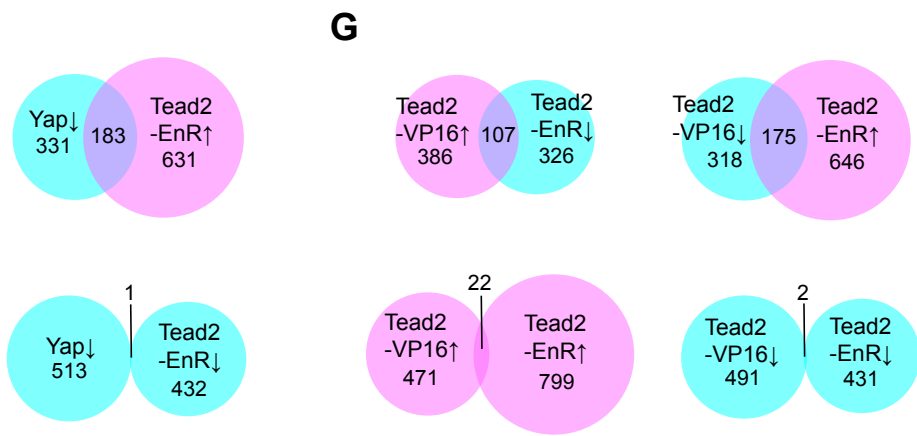 G
Yap↓
331
183
Tead2
-EnR↑
631
Tead2
-VP16↑
386
107
Tead2
-EnR↓
326
Tead2
-VP16↓
318
175
Tead2
-EnR↑
646
1
Yap↓
513
Tead2
-EnR↓
432
22
Tead2
-VP16↑
471
Tead2
-EnR↑
799
2
Tead2
-VP16↓
491
Tead2
-EnR↓
431